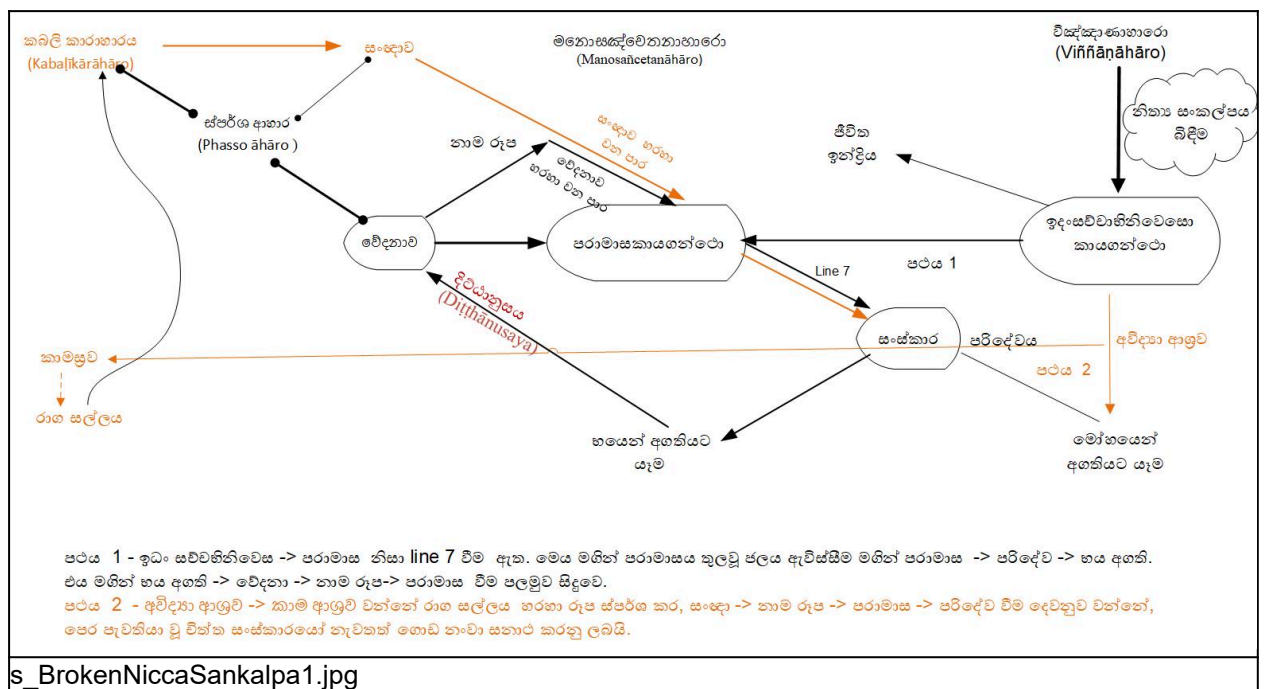 කබලි කාරාහාරය
(Kabaḷīkārāhāro)
සංඥාව
මනොසඤ්චෙතනාහාරො
(Manosañcetanāhāro)
විඤ්ඤාණාහාරො
(Viññāṇāhāro)
නිත්‍ය සංකල්පය
බිඳීම
ස්පර්ශ ආහාර
(Phasso āhāro )
නාම රූප
සංඥාව හරහා
වන පාර
වේදනාව
හරහා වන පාර
ජීවිත
ඉන්ද්‍රිය
වේදනාව
පරාමාසකායගන්ථො
ඉදංසච්චාභිනිවෙසො
කායගන්ථො
පථය 1
Line 7
දිට්ඨානුසය
(Diṭṭhānusaya)
සංස්කාර
පරිදේවය
අවිද්‍යා ආශ්‍රව
පථය 2
කාමස්‍රව
රාග සල්ලය
භයෙන් අගතියට
යෑම
මෝහයෙන්
අගතියට යෑම
පථය 1 - ඉධං සච්චභිනිවෙස -> පරාමාස නිසා line 7 වීම ඇත. මෙය මගින් පරාමාසය තුලවූ ජලය ඇවිස්සීම මගින් පරාමාස -> පරිදේව -> භය අගති.
එය මගින් භය අගති -> වේදනා -> නාම රූප-> පරාමාස වීම පලමුව සිදුවෙ.
පථය 2 - අවිද්‍යා ආශ්‍රව් -> කාම ආශ්‍රව් වන්නේ රාග සල්ලය හරහා රූප ස්පර්ශ කර, සංඥා -> නාම රූප -> පරාමාස -> පරිදේව වීම දෙවනුව වන්නේ,
පෙර පැවතියා වූ චිත්ත සංස්කාරයෝ නැවතත් ගොඩ නංවා සනාථ කරනු ලබයි.
s_BrokenNiccaSankalpa1.jpg